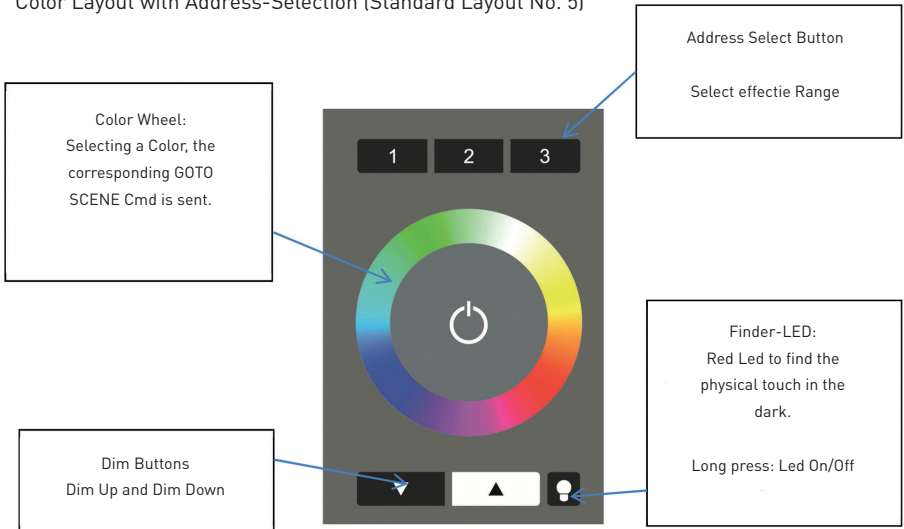 Color Layout with Address-Selection (Standard Layout No. 5)
Address Select Button
Select effectie Range
Color Wheel:
Selecting a Color, the
corresponding GOTO
SCENE Cmd is sent.
1 2 3
Finder-LED:
Red Led to find the
physical touch in the
dark.
Long press: Led On/Off
Dim Buttons
Dim Up and Dim Down